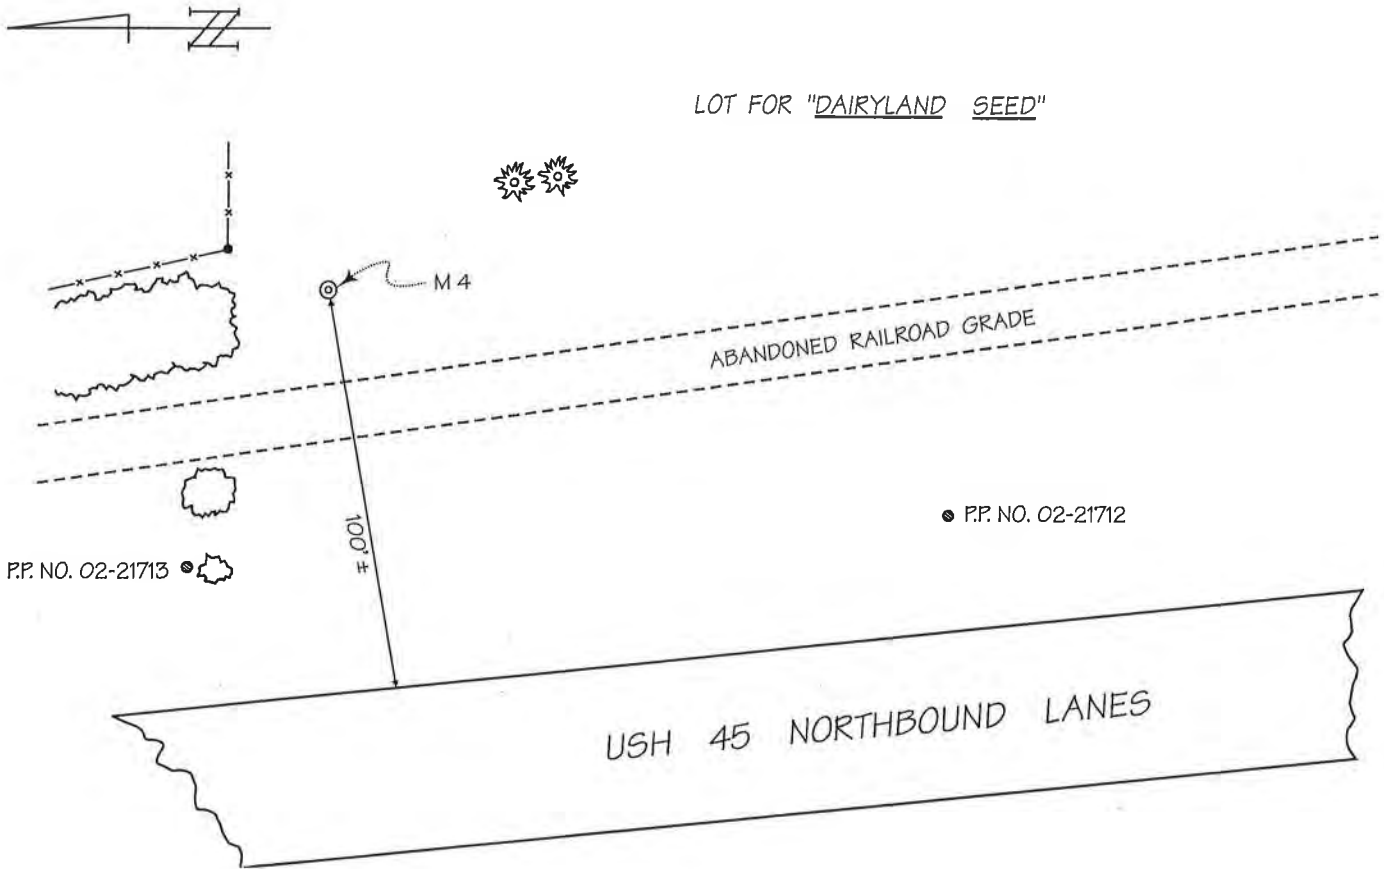 N
LOT FOR "DAIRYLAND SEED"
M 4
ABANDONED RAILROAD GRADE
100' ±
P.P. NO. 02-21712
P.P. NO. 02-21713
USH 45 NORTHBOUND LANES